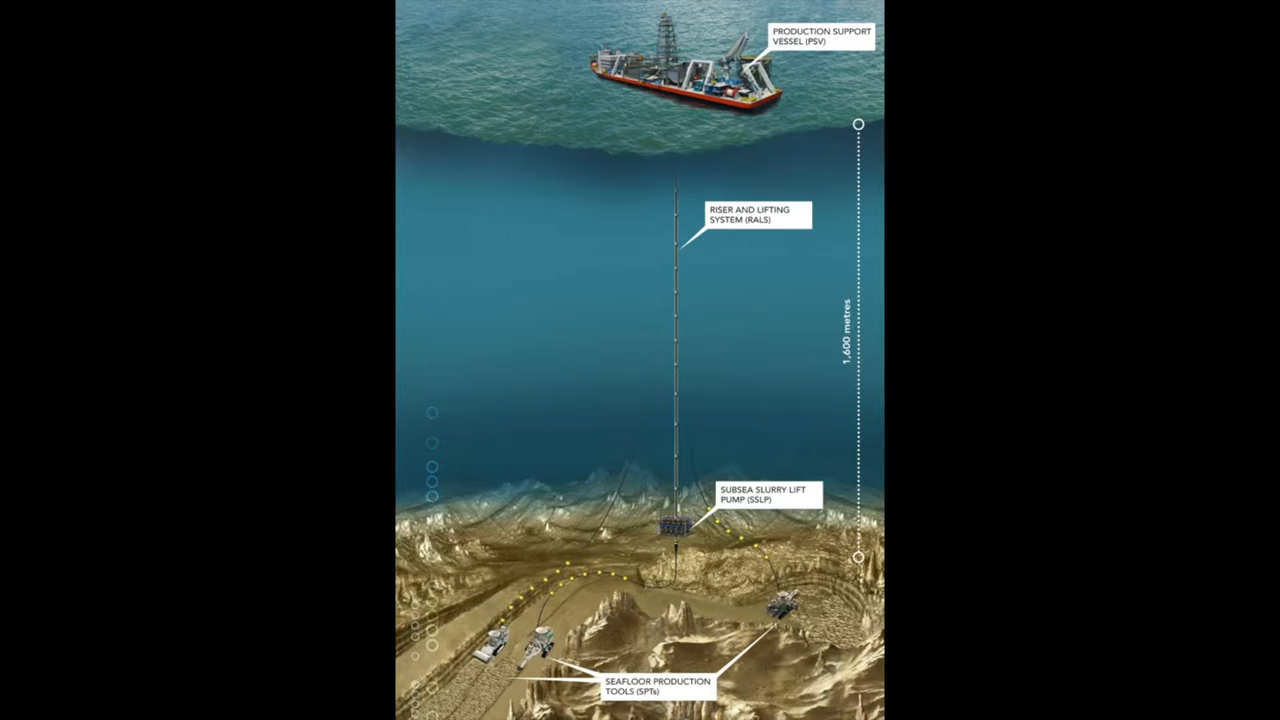 PRODUCTION SUPPORT
VESSEL (PSV)
RISER AND LIFTING
SYSTEM (RALS)
1,600 metres
SUBSEA SLURRY LIFT
PUMP (SSLP)
SEAFLOOR PRODUCTION
TOOLS (SPTs)